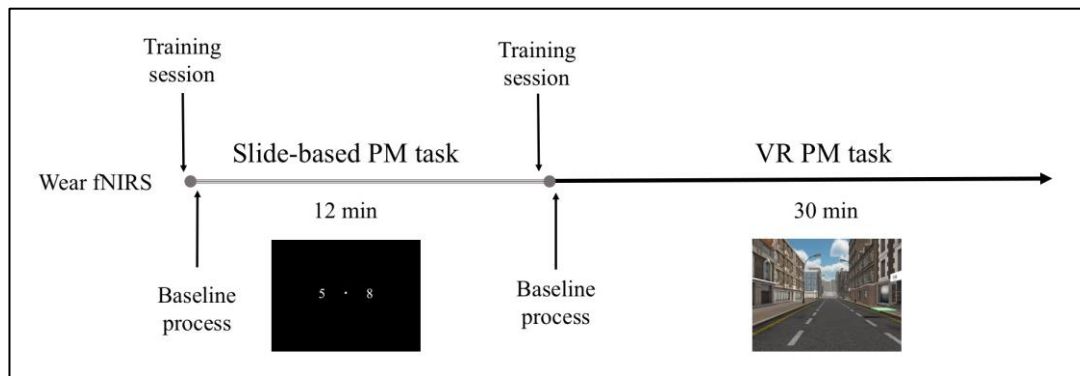 Training
session
Training
session
Slide-based PM task
VR PM task
Wear fNIRS
12 min
30 min
Baseline
process
5 · 8
Baseline
process